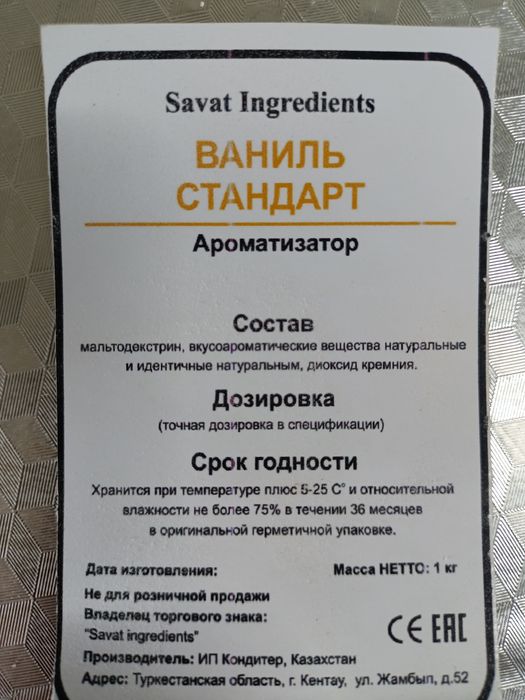 Savat Ingredients
ВАНИЛЬ
СТАНДАРТ
Ароматизатор
Состав
мальтодекстрин, вкусоароматические вещества натуральные
и идентичные натуральным, диоксид кремния.
Дозировка
(точная дозировка в спецификации)
Срок годности
Хранится при температуре плюс 5-25 С° и относительной
влажности не более 75% в течении 36 месяцев
в оригинальной герметичной упаковке.
Дата изготовления: Масса НЕТТО: 1 кг
Не для розничной продажи
Владелец торгового знака:
"Savat ingredients" CE EAC
Производитель: ИП Кондитер, Казахстан
Адрес: Туркестанская область, г. Кентау, ул. Жамбыл, д.52